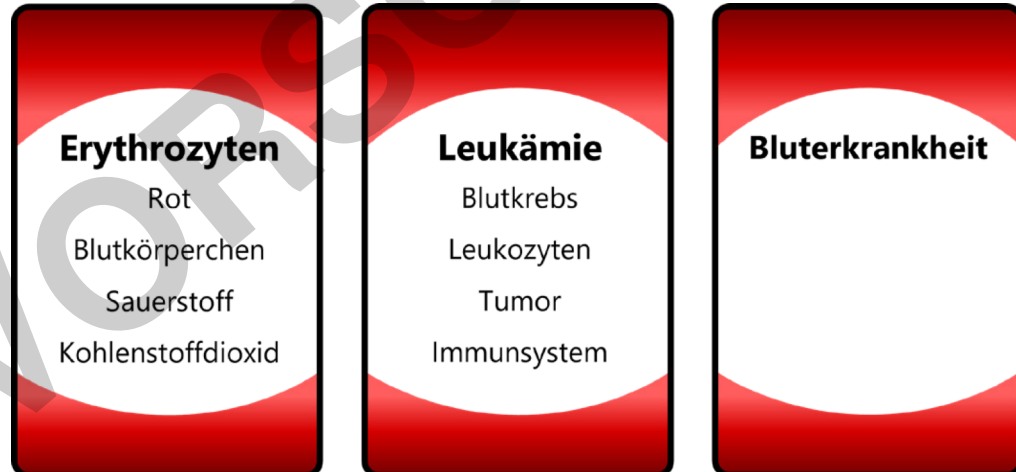 Erythrozyten
Rot
Blutkörperchen
Sauerstoff
Kohlenstoffdioxid
Leukämie
Blutkrebs
Leukozyten
Tumor
Immunsystem
Bluterkrankheit